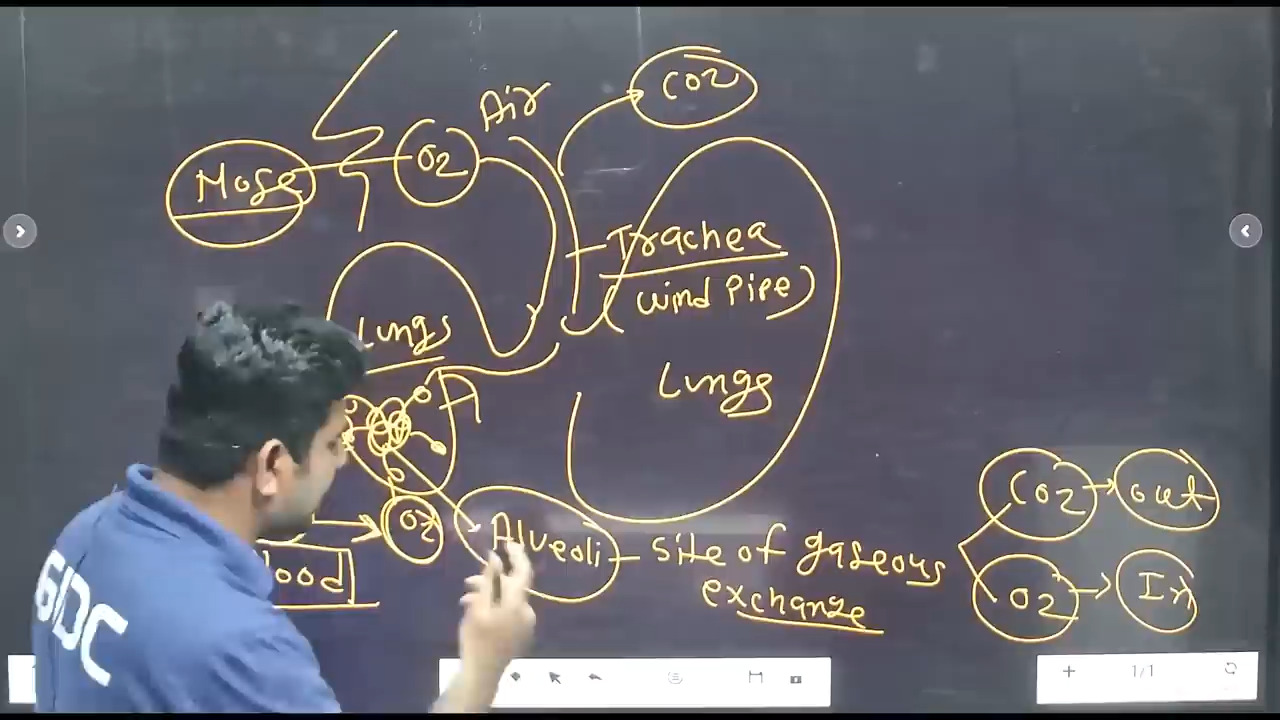 CO2
Air
O2
Nose
Trachea
(Wind Pipe)
Lungs
Lungs
A
O2
Alveoli - Site of gaseous
exchange
CO2 → out
O2 → In
lood
GDC
1/1